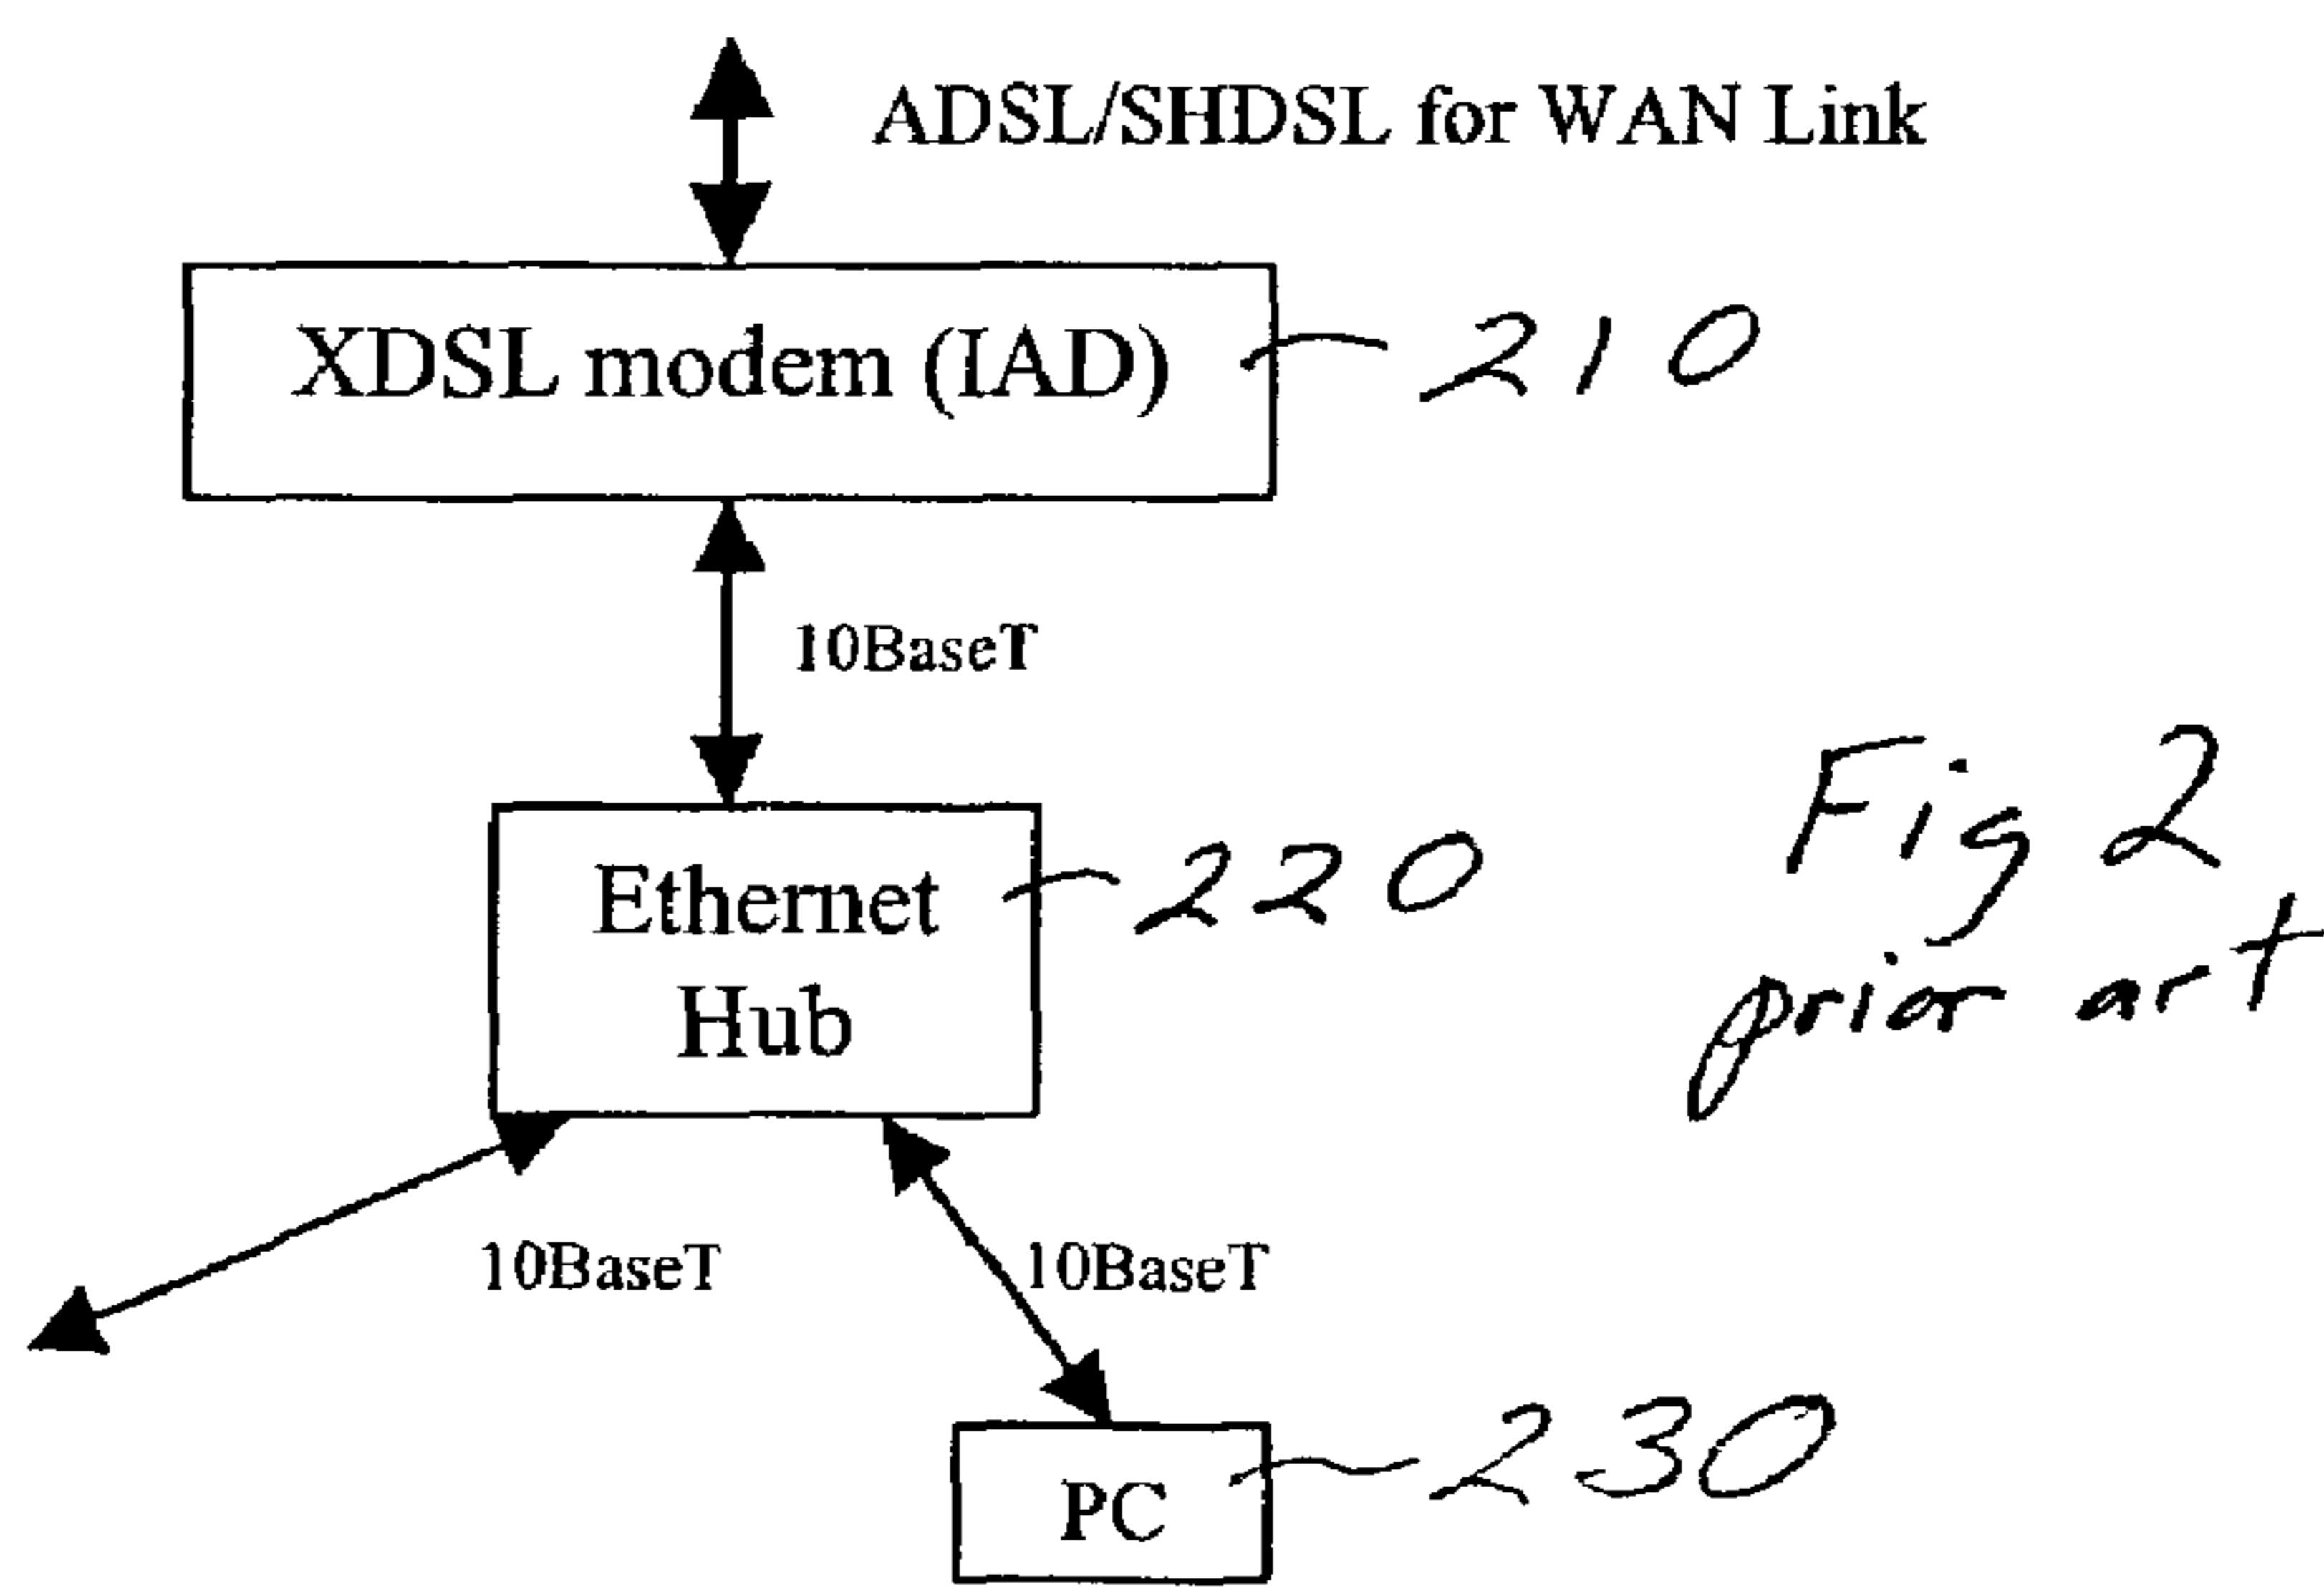 ADSL/SHDSL for WAN Link
XDSL modem (IAD)
210
10BaseT
Ethernet
Hub
220
Fig 2
prior art
10BaseT
10BaseT
PC
230